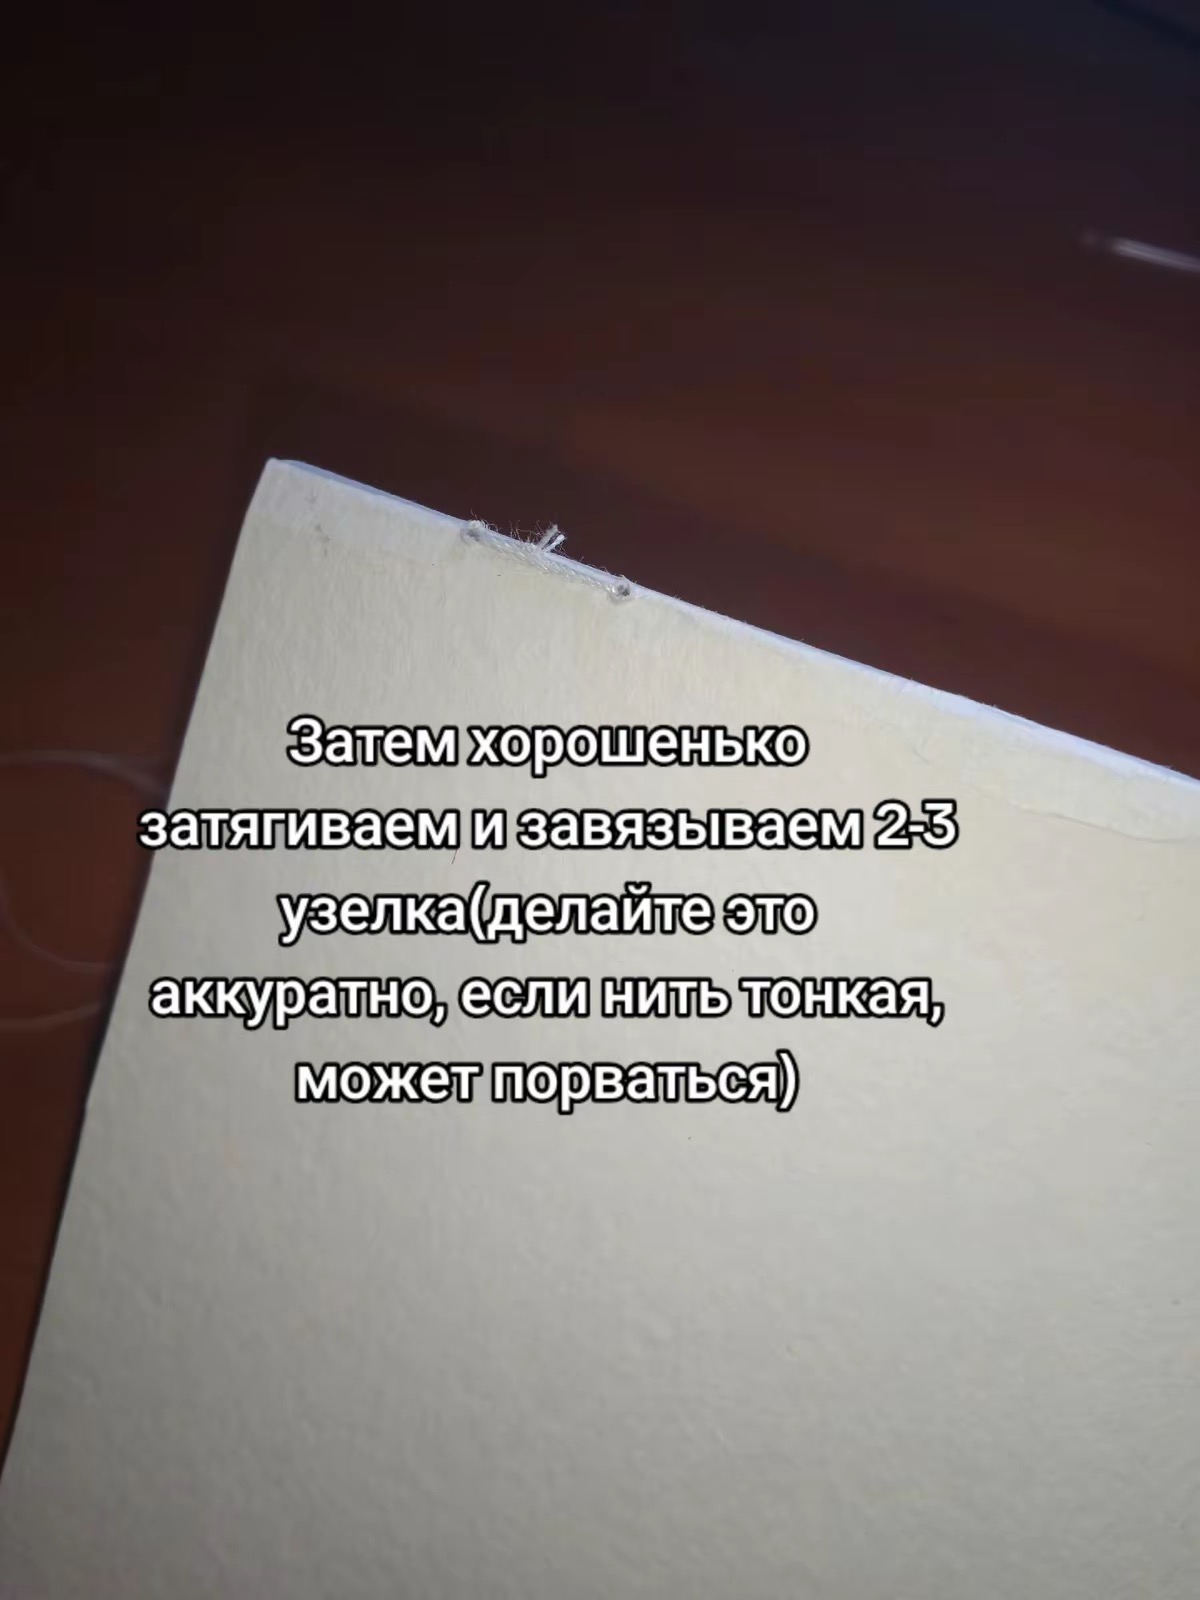 Затем хорошенько
затягиваем и завязываем 2-3
узелка(делайте это
аккуратно, если нить тонкая,
может порваться)